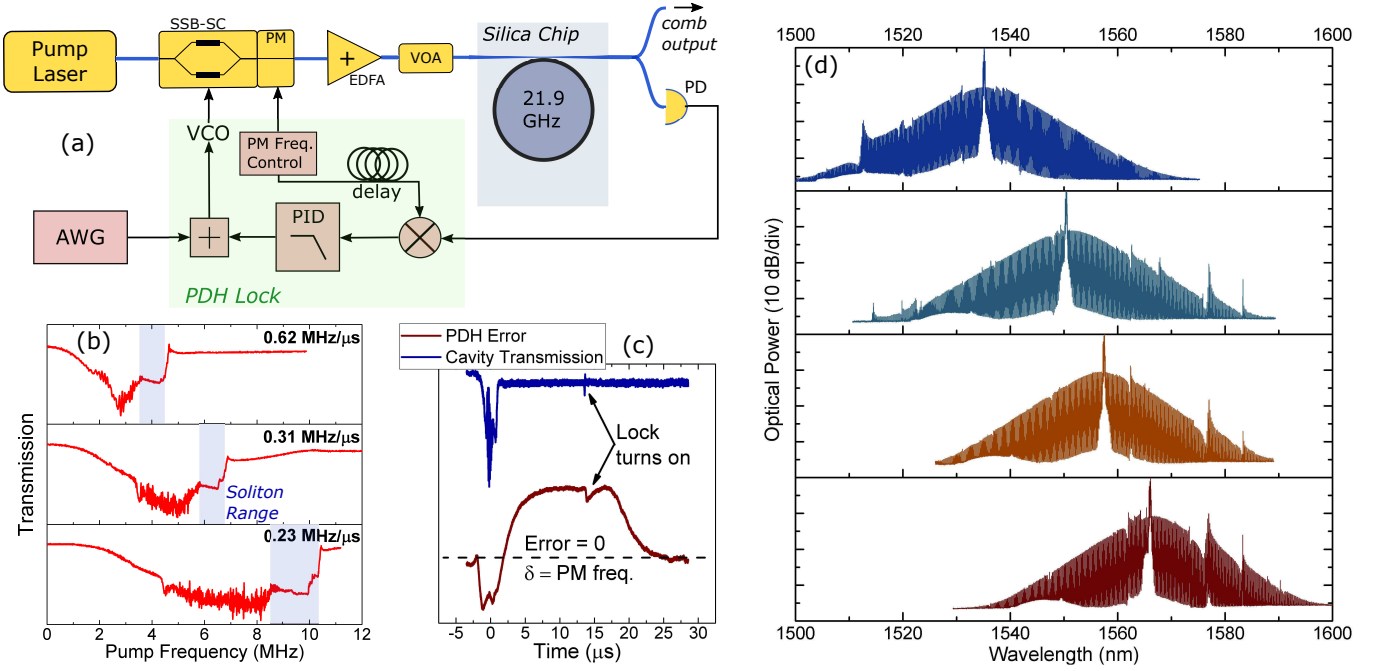 (a)
Pump
Laser
SSB-SC
PM
EDFA
VOA
Silica Chip
21.9
GHz
comb
output
PD
VCO
PM Freq.
Control
delay
AWG
PID
PDH Lock
(b)
0.62 MHz/μs
0.31 MHz/μs
Soliton
Range
0.23 MHz/μs
Transmission
0 2 4 6 8 10 12
Pump Frequency (MHz)
PDH Error
Cavity Transmission
(c)
Lock
turns on
Error = 0
δ = PM freq.
-5 0 5 10 15 20 25 30
Time (μs)
1500 1520 1540 1560 1580 1600
(d)
Optical Power (10 dB/div)
1500 1520 1540 1560 1580 1600
Wavelength (nm)